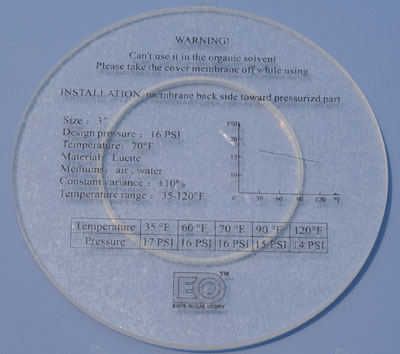 WARNING!
Can't use it in the organic solvent
Please take the cover membrane off while using
INSTALLATION: membrane back side toward pressurizd part
Size : 3"
Design pressure : 16 PSI
Temperature: 70°F
Material: Lucite
Mediums: air , water
Constant variance : ±10%
Temperature range : 35-120°F
PSI
20
15
10
30 60 90 120 °F
Temperature 35 °F 60 °F 70 °F 90 °F 120°F
Pressure 17 PSI 16 PSI 16 PSI 15 PSI 14 PSI
EO™